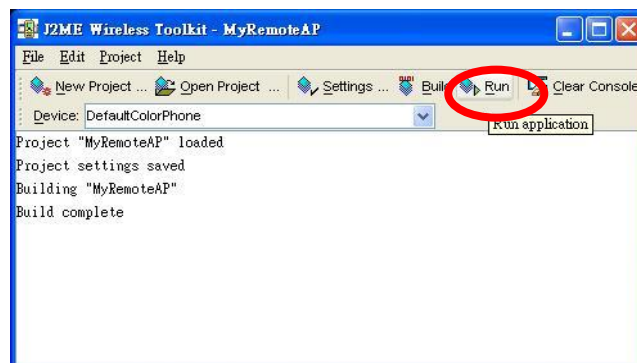 J2ME Wireless Toolkit - MyRemoteAP
File Edit Project Help
New Project ... Open Project ... Settings ... Build Run Clear Console
Device: DefaultColorPhone
Run application
Project "MyRemoteAP" loaded
Project settings saved
Building "MyRemoteAP"
Build complete